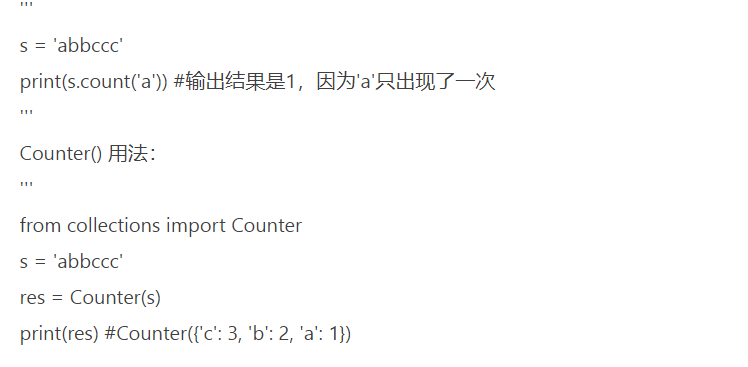 '''
s = 'abbccc'
print(s.count('a')) #输出结果是1，因为'a'只出现了一次
'''
Counter() 用法：
'''
from collections import Counter
s = 'abbccc'
res = Counter(s)
print(res) #Counter({'c': 3, 'b': 2, 'a': 1})